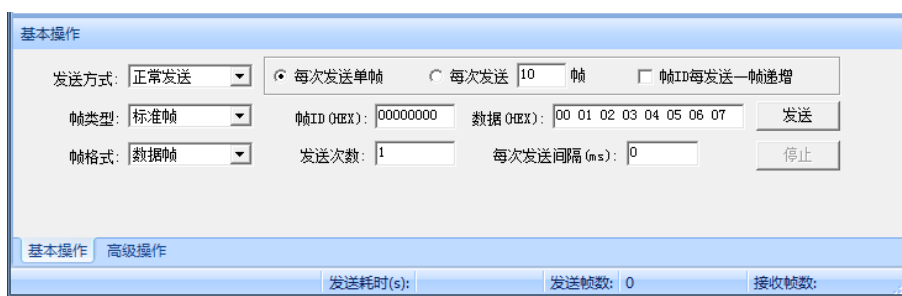 基本操作
发送方式: 正常发送 每次发送单帧 每次发送 10 帧 帧ID每发送一帧递增
帧类型: 标准帧 帧ID(HEX): 00000000 数据(HEX): 00 01 02 03 04 05 06 07 发送
帧格式: 数据帧 发送次数: 1 每次发送间隔(ms): 0 停止
基本操作 高级操作
发送耗时(s): 发送帧数: 0 接收帧数: